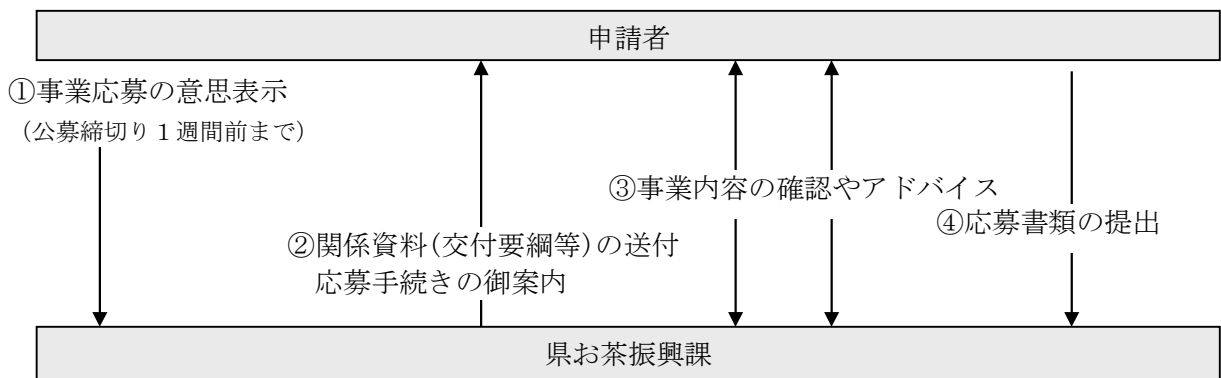 申請者
①事業応募の意思表示
（公募締切り１週間前まで）
③事業内容の確認やアドバイス
④応募書類の提出
②関係資料(交付要綱等)の送付
応募手続きの御案内
県お茶振興課